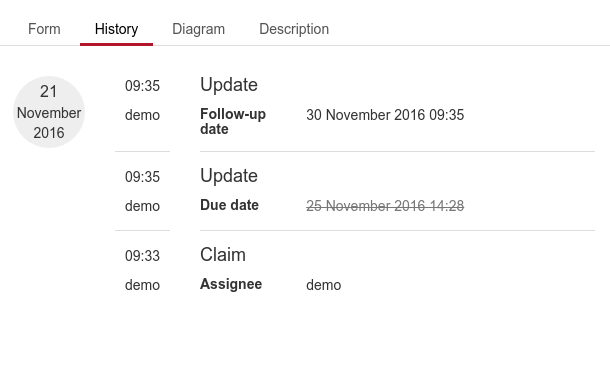 Form History Diagram Description
21
November
2016
09:35 Update
demo Follow-up date 30 November 2016 09:35
09:35 Update
demo Due date 25 November 2016 14:28
09:33 Claim
demo Assignee demo